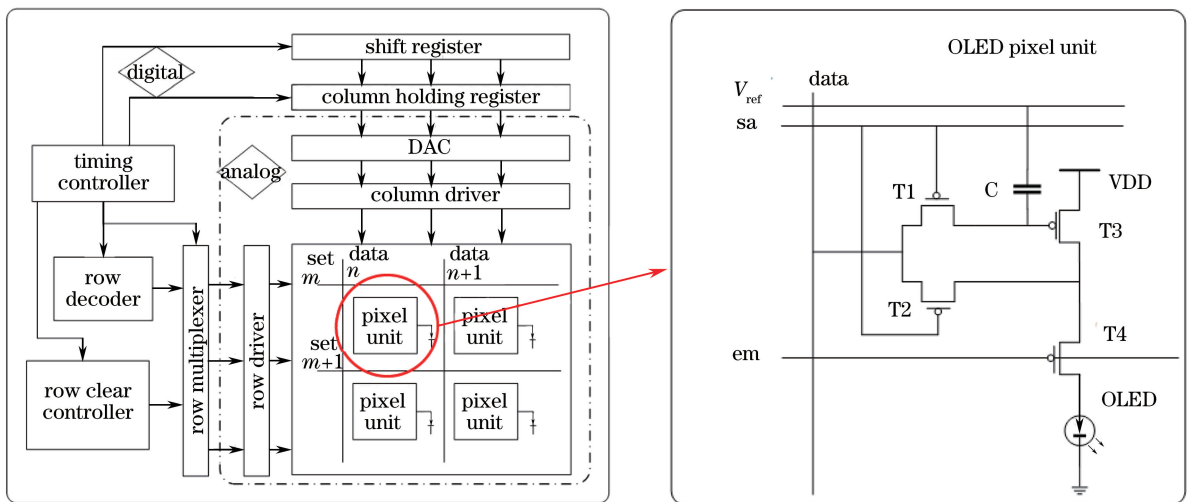 shift register
digital
column holding register
DAC
timing
controller
analog
column driver
set
m
data
n
data
n+1
row
decoder
pixel
unit
pixel
unit
set
m+1
row clear
controller
row multiplexer
row driver
pixel
unit
pixel
unit
OLED pixel unit
data
Vref
sa
T1
C
VDD
T3
T2
em
T4
OLED